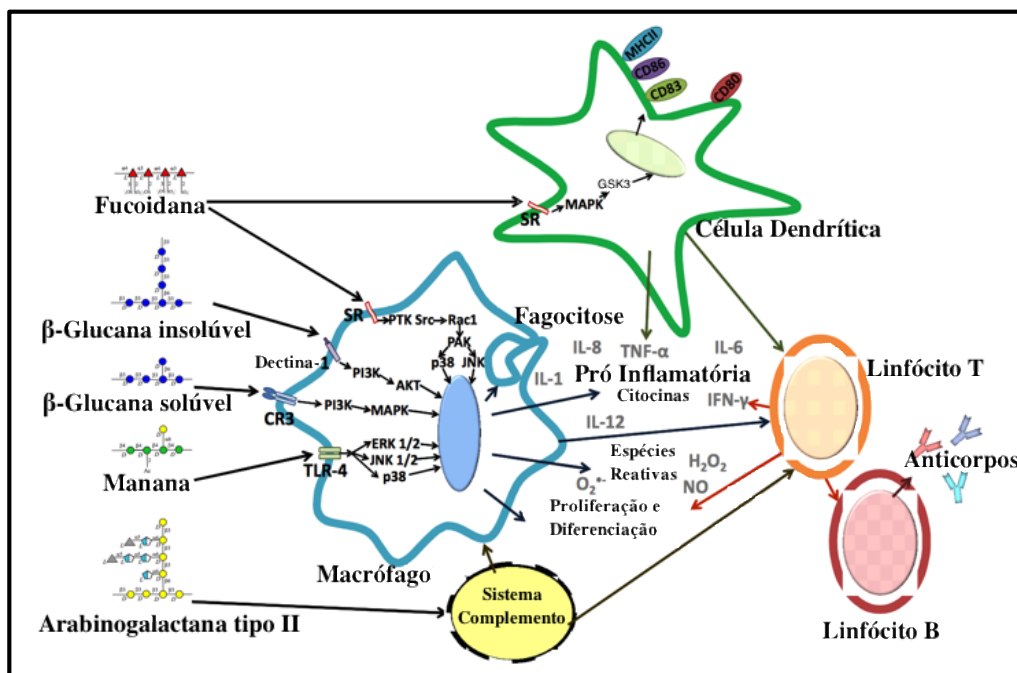 MHCII
CD86
CD83
CD80
GSK3
MAPK
SR
Célula Dendrítica
Fucoidana
β-Glucana insolúvel
β-Glucana solúvel
Manana
Arabinogalactana tipo II
SR
PTK Src
Rac1
PAK
p38
JNK
Dectina-1
PI3K
AKT
CR3
PI3K
MAPK
TLR-4
ERK 1/2
JNK 1/2
p38
Macrófago
Fagocitose
IL-8
TNF-α
IL-6
IL-1
Pró Inflamatória
Citocinas
IFN-γ
IL-12
Espécies
Reativas
H₂O₂
O₂•-
NO
Proliferação e
Diferenciação
Sistema
Complemento
Linfócito T
Anticorpos
Linfócito B